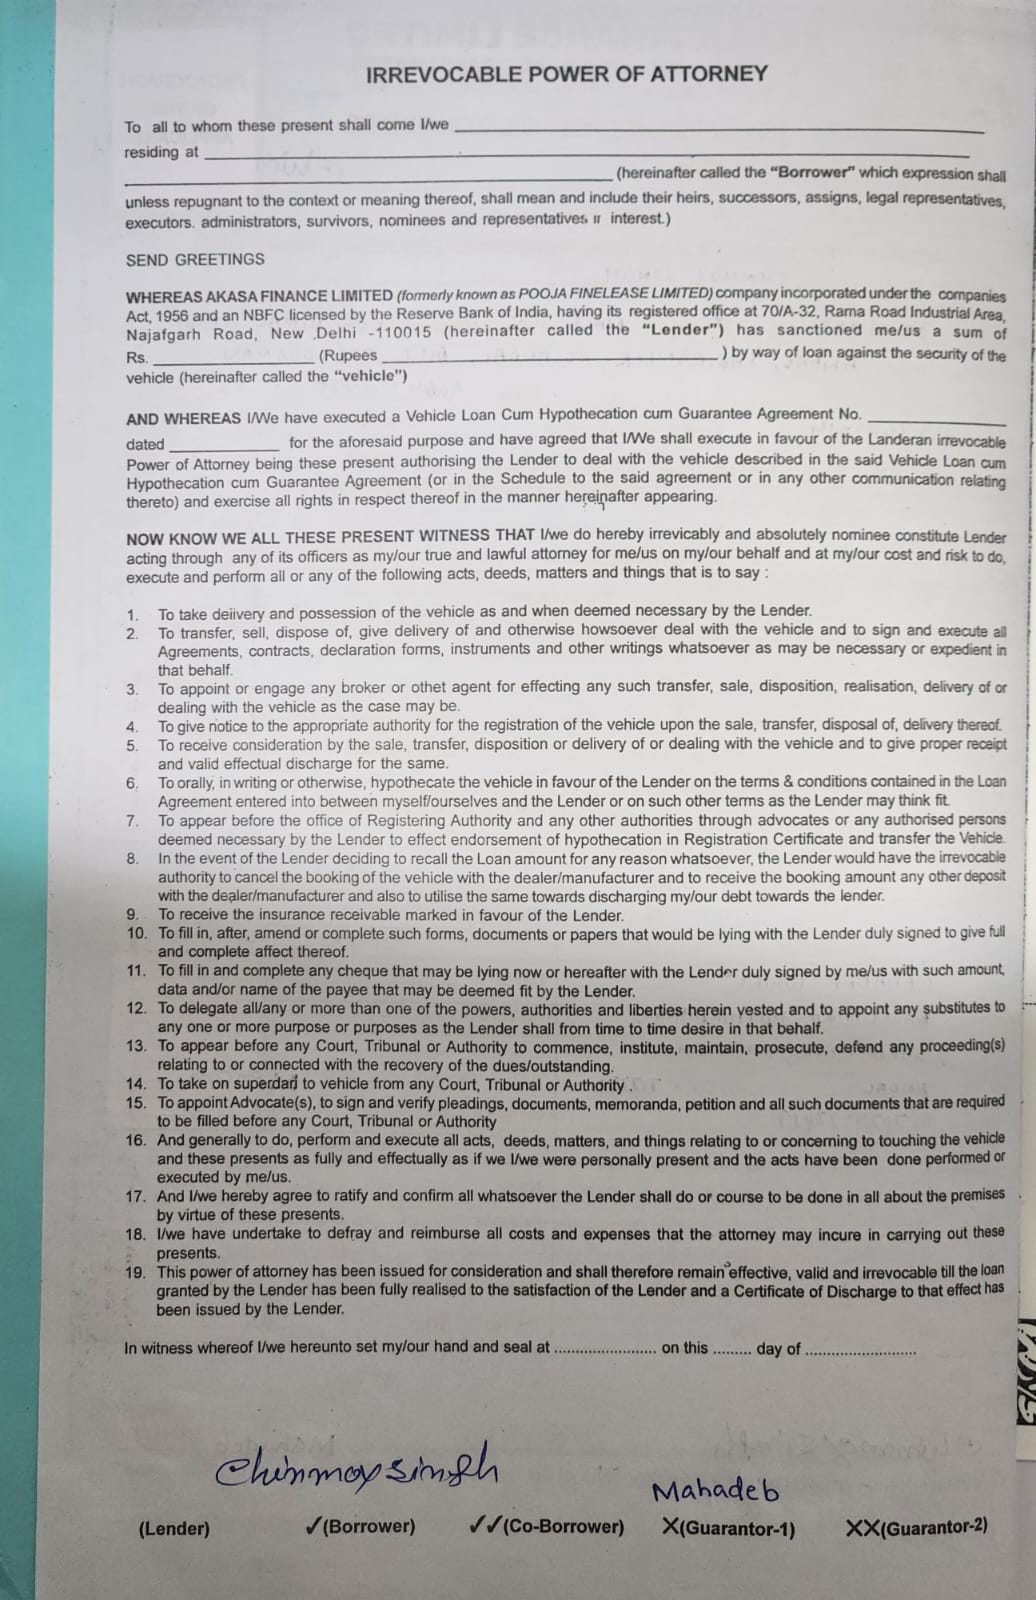 IRREVOCABLE POWER OF ATTORNEY
To all to whom these present shall come I/we
residing at
(hereinafter called the “Borrower” which expression shall
unless repugnant to the context or meaning thereof, shall mean and include their heirs, successors, assigns, legal representatives,
executors. administrators, survivors, nominees and representatives interest.)
SEND GREETINGS
WHEREAS AKASA FINANCE LIMITED (formerly known as POOJA FINELEASE LIMITED) company incorporated under the companies
Act, 1956 and an NBFC licensed by the Reserve Bank of India, having its registered office at 70/A-32, Rama Road Industrial Area,
Najafgarh Road, New Delhi -110015 (hereinafter called the “Lender”) has sanctioned me/us a sum of
Rs. ____________ (Rupees ____________ ) by way of loan against the security of the
vehicle (hereinafter called the “vehicle”)
AND WHEREAS I/We have executed a Vehicle Loan Cum Hypothecation cum Guarantee Agreement No.
dated ____________ for the aforesaid purpose and have agreed that I/We shall execute in favour of the Landeran irrevocable
Power of Attorney being these present authorising the Lender to deal with the vehicle described in the said Vehicle Loan cum
Hypothecation cum Guarantee Agreement (or in the Schedule to the said agreement or in any other communication relating
thereto) and exercise all rights in respect thereof in the manner hereinafter appearing.
NOW KNOW WE ALL THESE PRESENT WITNESS THAT I/we do hereby irrevicably and absolutely nominee constitute Lender
acting through any of its officers as my/our true and lawful attorney for me/us on my/our behalf and at my/our cost and risk to do,
execute and perform all or any of the following acts, deeds, matters and things that is to say :
1. To take deiivery and possession of the vehicle as and when deemed necessary by the Lender.
2. To transfer, sell, dispose of, give delivery of and otherwise howsoever deal with the vehicle and to sign and execute all
Agreements, contracts, declaration forms, instruments and other writings whatsoever as may be necessary or expedient in
that behalf.
3. To appoint or engage any broker or othet agent for effecting any such transfer, sale, disposition, realisation, delivery of or
dealing with the vehicle as the case may be.
4. To give notice to the appropriate authority for the registration of the vehicle upon the sale, transfer, disposal of, delivery thereof.
5. To receive consideration by the sale, transfer, disposition or delivery of or dealing with the vehicle and to give proper receipt
and valid effectual discharge for the same.
6. To orally, in writing or otherwise, hypothecate the vehicle in favour of the Lender on the terms & conditions contained in the Loan
Agreement entered into between myself/ourselves and the Lender or on such other terms as the Lender may think fit.
7. To appear before the office of Registering Authority and any other authorities through advocates or any authorised persons
deemed necessary by the Lender to effect endorsement of hypothecation in Registration Certificate and transfer the Vehicle.
8. In the event of the Lender deciding to recall the Loan amount for any reason whatsoever, the Lender would have the irrevocable
authority to cancel the booking of the vehicle with the dealer/manufacturer and to receive the booking amount any other deposit
with the dealer/manufacturer and also to utilise the same towards discharging my/our debt towards the lender.
9. To receive the insurance receivable marked in favour of the Lender.
10. To fill in, after, amend or complete such forms, documents or papers that would be lying with the Lender duly signed to give full
and complete affect thereof.
11. To fill in and complete any cheque that may be lying now or hereafter with the Lender duly signed by me/us with such amount,
data and/or name of the payee that may be deemed fit by the Lender.
12. To delegate all/any or more than one of the powers, authorities and liberties herein vested and to appoint any substitutes to
any one or more purpose or purposes as the Lender shall from time to time desire in that behalf.
13. To appear before any Court, Tribunal or Authority to commence, institute, maintain, prosecute, defend any proceeding(s)
relating to or connected with the recovery of the dues/outstanding.
14. To take on superdari to vehicle from any Court, Tribunal or Authority .
15. To appoint Advocate(s), to sign and verify pleadings, documents, memoranda, petition and all such documents that are required
to be filled before any Court, Tribunal or Authority
16. And generally to do, perform and execute all acts, deeds, matters, and things relating to or concerning to touching the vehicle
and these presents as fully and effectually as if we I/we were personally present and the acts have been done performed or
executed by me/us.
17. And I/we hereby agree to ratify and confirm all whatsoever the Lender shall do or course to be done in all about the premises
by virtue of these presents.
18. I/we have undertake to defray and reimburse all costs and expenses that the attorney may incure in carrying out these
presents.
19. This power of attorney has been issued for consideration and shall therefore remain effective, valid and irrevocable till the loan
granted by the Lender has been fully realised to the satisfaction of the Lender and a Certificate of Discharge to that effect has
been issued by the Lender.
In witness whereof I/we hereunto set my/our hand and seal at ........................ on this ......... day of ..........................
Chinmoy Singh
Mahadeb
(Lender) ✓(Borrower) ✓✓(Co-Borrower) X(Guarantor-1) XX(Guarantor-2)